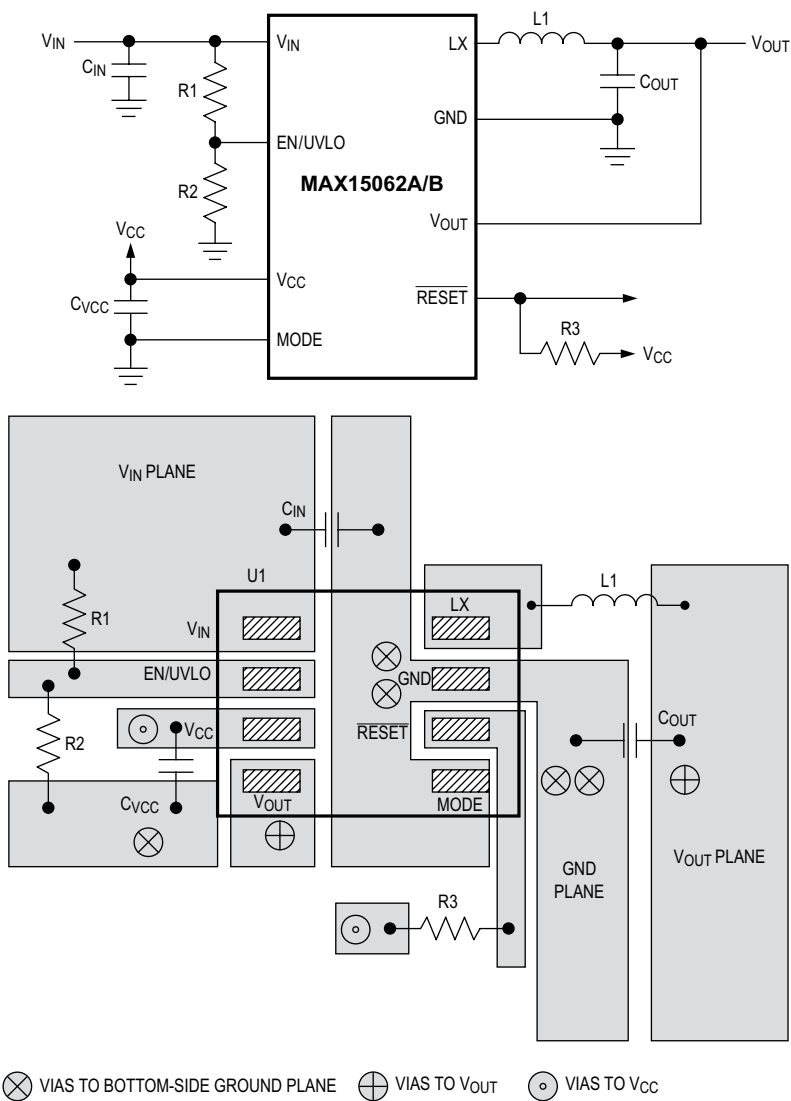 L1
VIN
VIN
LX
VOUT
CIN
R1
COUT
GND
EN/UVLO
MAX15062A/B
R2
VOUT
VCC
VCC
RESET
CVCC
R3
MODE
VCC
VIN PLANE
CIN
U1
L1
LX
R1
VIN
EN/UVLO
GND
COUT
R2
VCC
RESET
CVCC
VOUT
MODE
VOUT PLANE
GND
PLANE
R3
VIAS TO BOTTOM-SIDE GROUND PLANE
VIAS TO VOUT
VIAS TO VCC